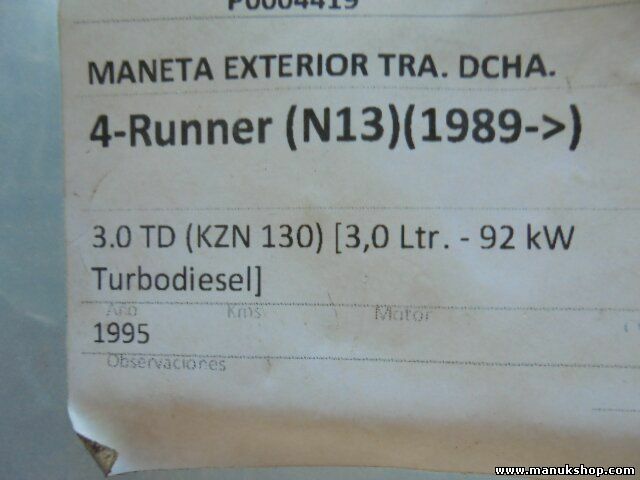 P0004419
MANETA EXTERIOR TRA. DCHA.
4-Runner (N13)(1989->)
3.0 TD (KZN 130) [3,0 Ltr. - 92 kW
Turbodiesel]
Año Kms Motor
1995
Observaciones
www.manukshop.com